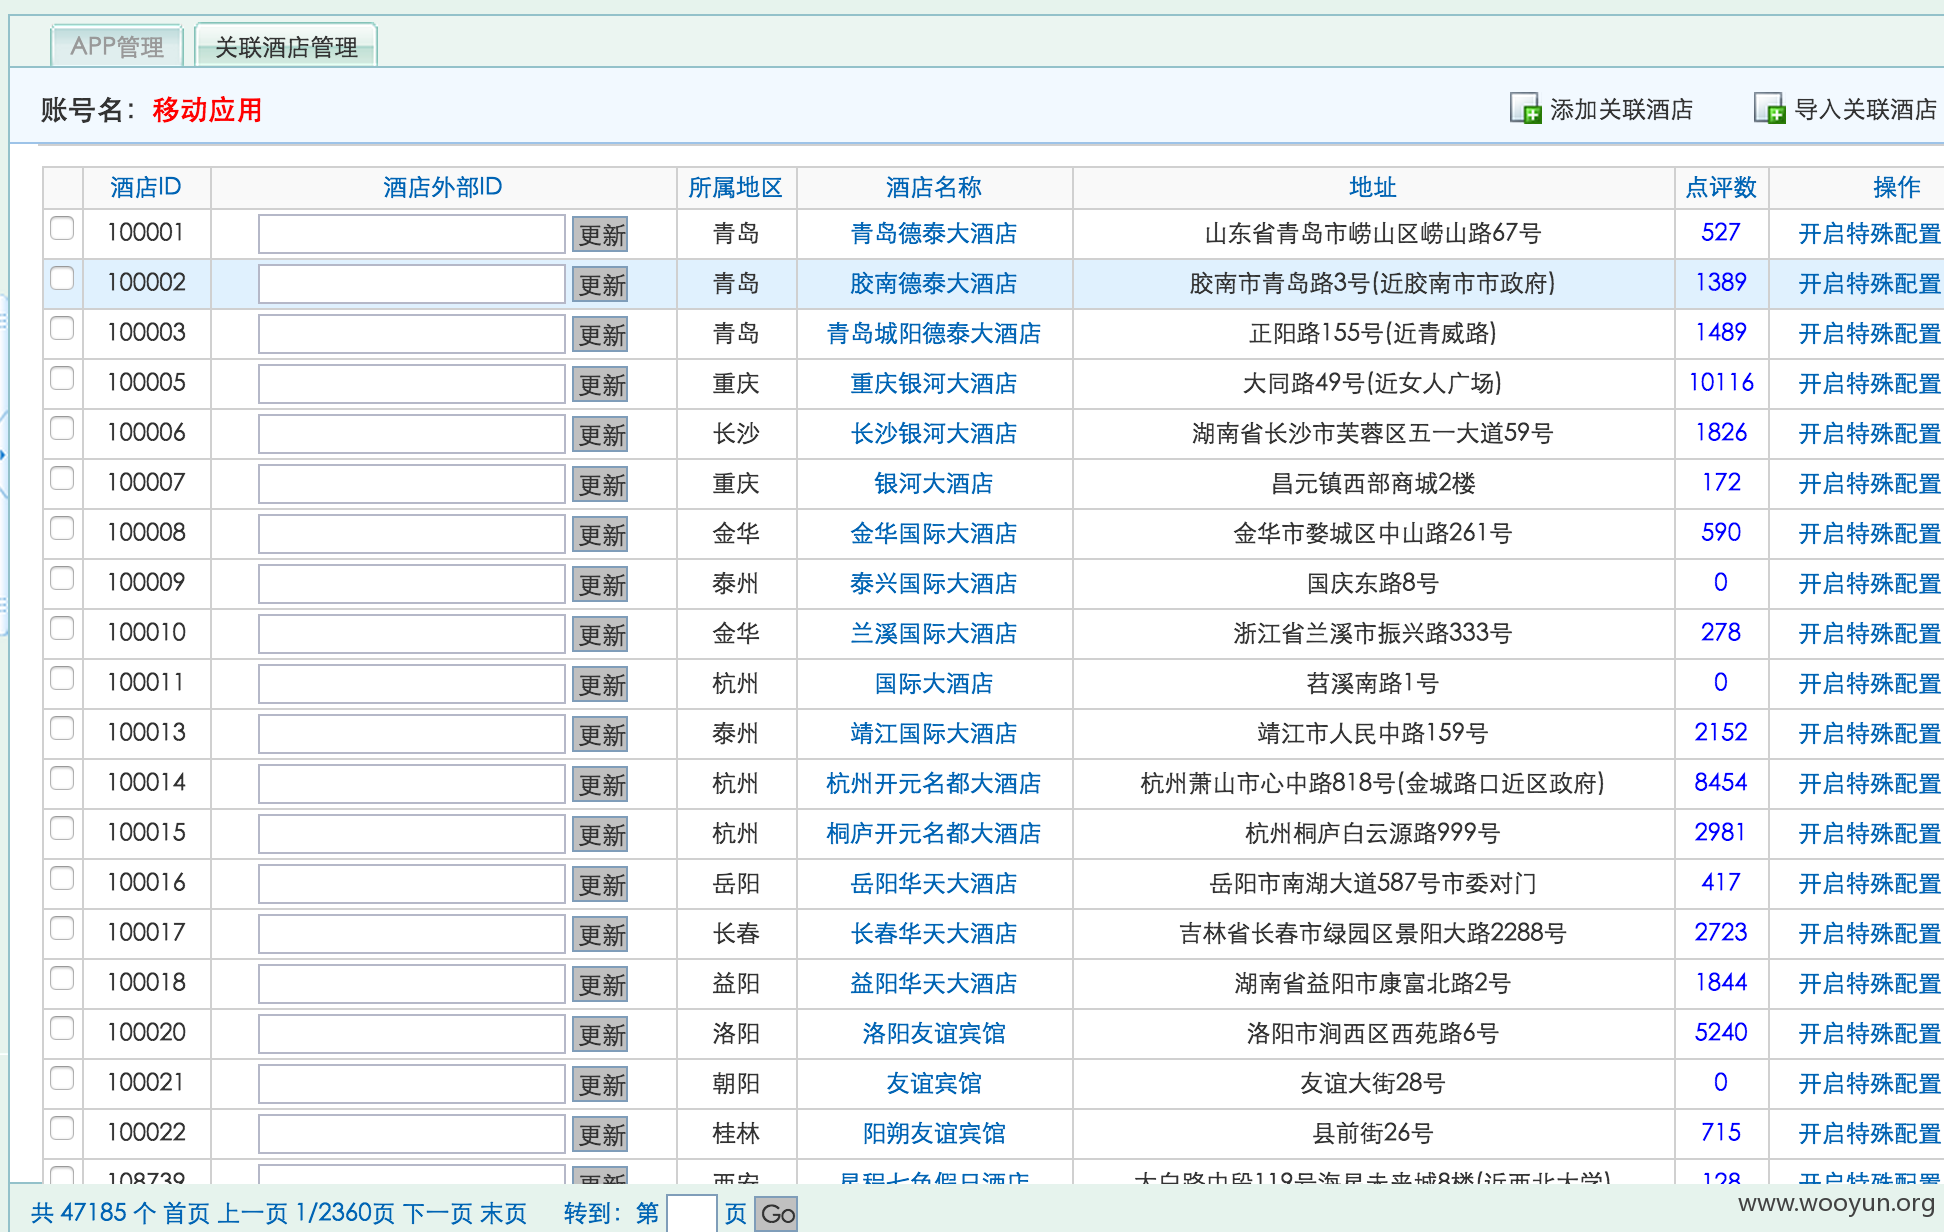 APP管理 关联酒店管理
账号名： 移动应用 添加关联酒店 导入关联酒店
酒店ID 酒店外部ID 所属地区 酒店名称 地址 点评数 操作
100001 更新 青岛 青岛德泰大酒店 山东省青岛市崂山区崂山路67号 527 开启特殊配置
100002 更新 青岛 胶南德泰大酒店 胶南市青岛路3号(近胶南市市政府) 1389 开启特殊配置
100003 更新 青岛 青岛城阳德泰大酒店 正阳路155号(近青威路) 1489 开启特殊配置
100005 更新 重庆 重庆银河大酒店 大同路49号(近女人广场) 10116 开启特殊配置
100006 更新 长沙 长沙银河大酒店 湖南省长沙市芙蓉区五一大道59号 1826 开启特殊配置
100007 更新 重庆 银河大酒店 昌元镇西部商城2楼 172 开启特殊配置
100008 更新 金华 金华国际大酒店 金华市婺城区中山路261号 590 开启特殊配置
100009 更新 泰州 泰兴国际大酒店 国庆东路8号 0 开启特殊配置
100010 更新 金华 兰溪国际大酒店 浙江省兰溪市振兴路333号 278 开启特殊配置
100011 更新 杭州 国际大酒店 苕溪南路1号 0 开启特殊配置
100013 更新 泰州 靖江国际大酒店 靖江市人民中路159号 2152 开启特殊配置
100014 更新 杭州 杭州开元名都大酒店 杭州萧山市心中路818号(金城路口近区政府) 8454 开启特殊配置
100015 更新 杭州 桐庐开元名都大酒店 杭州桐庐白云源路999号 2981 开启特殊配置
100016 更新 岳阳 岳阳华天大酒店 岳阳市南湖大道587号市委对门 417 开启特殊配置
100017 更新 长春 长春华天大酒店 吉林省长春市绿园区景阳大路2288号 2723 开启特殊配置
100018 更新 益阳 益阳华天大酒店 湖南省益阳市康富北路2号 1844 开启特殊配置
100020 更新 洛阳 洛阳友谊宾馆 洛阳市涧西区西苑路6号 5240 开启特殊配置
100021 更新 朝阳 友谊宾馆 友谊大街28号 0 开启特殊配置
100022 更新 桂林 阳朔友谊宾馆 县前街26号 715 开启特殊配置
108739 更新 西安 星程七色假日酒店 太白路中段119号海星未来城8楼(近西北大学) 128 开启特殊配置
共 47185 个 首页 上一页 1/2360页 下一页 末页 转到： 第 页 Go
www.wooyun.org